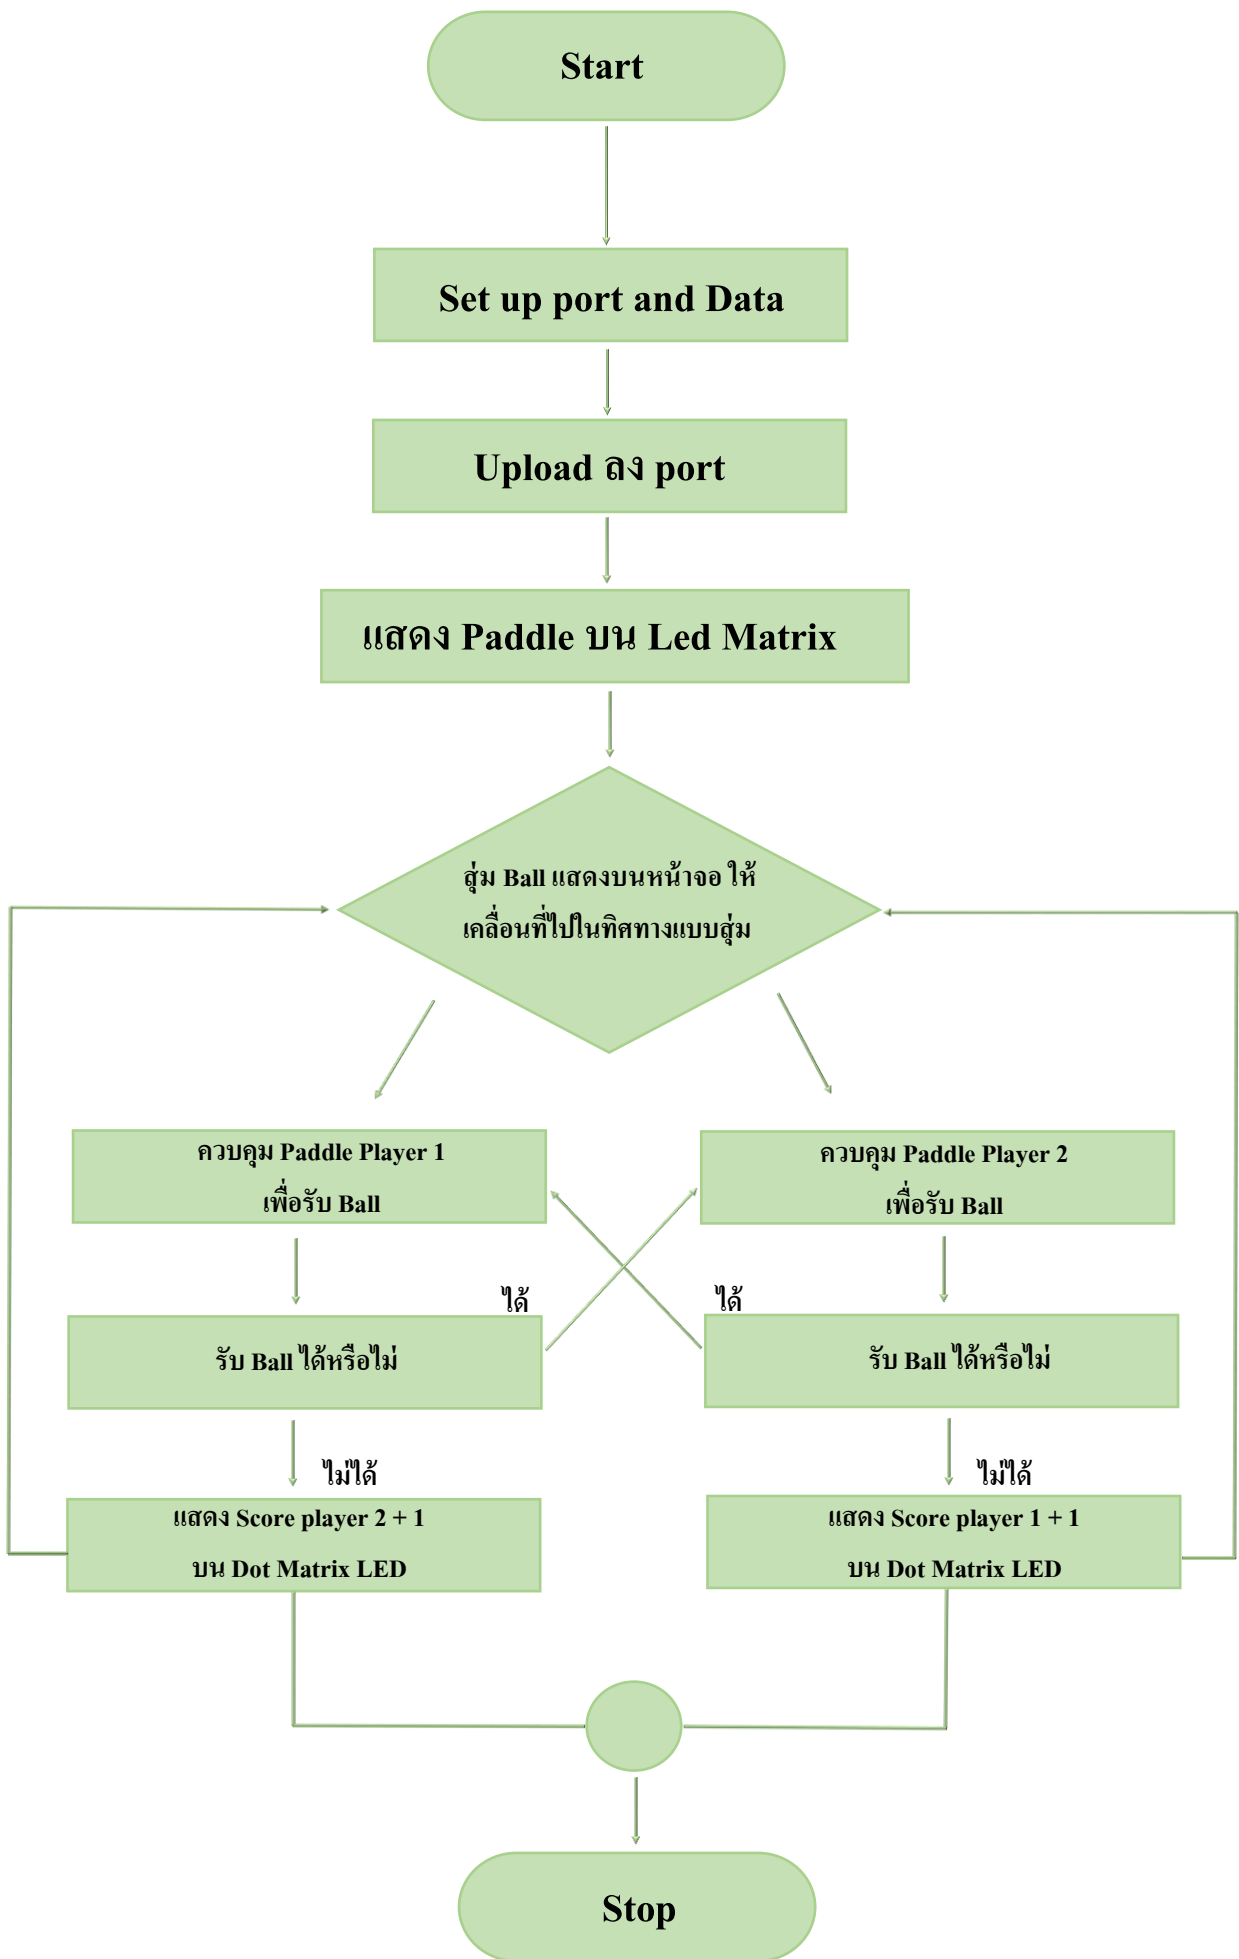 Start
Set up port and Data
Upload ลง port
แสดง Paddle บน Led Matrix
สุ่ม Ball แสดงบนหน้าจอ ให้
เคลื่อนที่ไปในทิศทางแบบสุ่ม
ควบคุม Paddle Player 1
เพื่อรับ Ball
ควบคุม Paddle Player 2
เพื่อรับ Ball
ได้
ได้
รับ Ball ได้หรือไม่
รับ Ball ได้หรือไม่
ไม่ได้
ไม่ได้
แสดง Score player 2 + 1
บน Dot Matrix LED
แสดง Score player 1 + 1
บน Dot Matrix LED
Stop